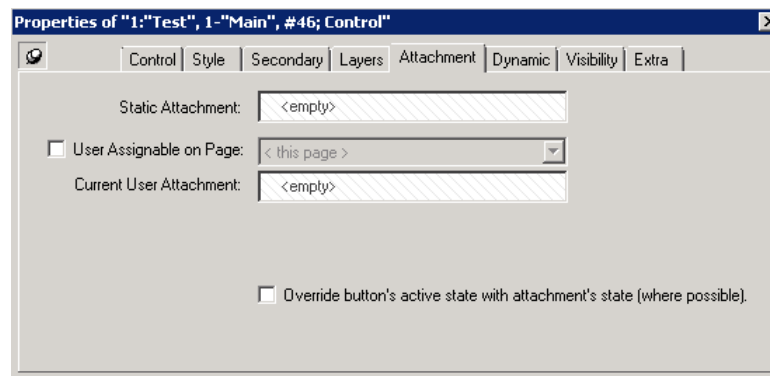 Properties of "1:"Test", 1-"Main", #46; Control"
Control Style Secondary Layers Attachment Dynamic Visibility Extra
Static Attachment: <empty>
User Assignable on Page: < this page >
Current User Attachment: <empty>
Override button's active state with attachment's state (where possible).